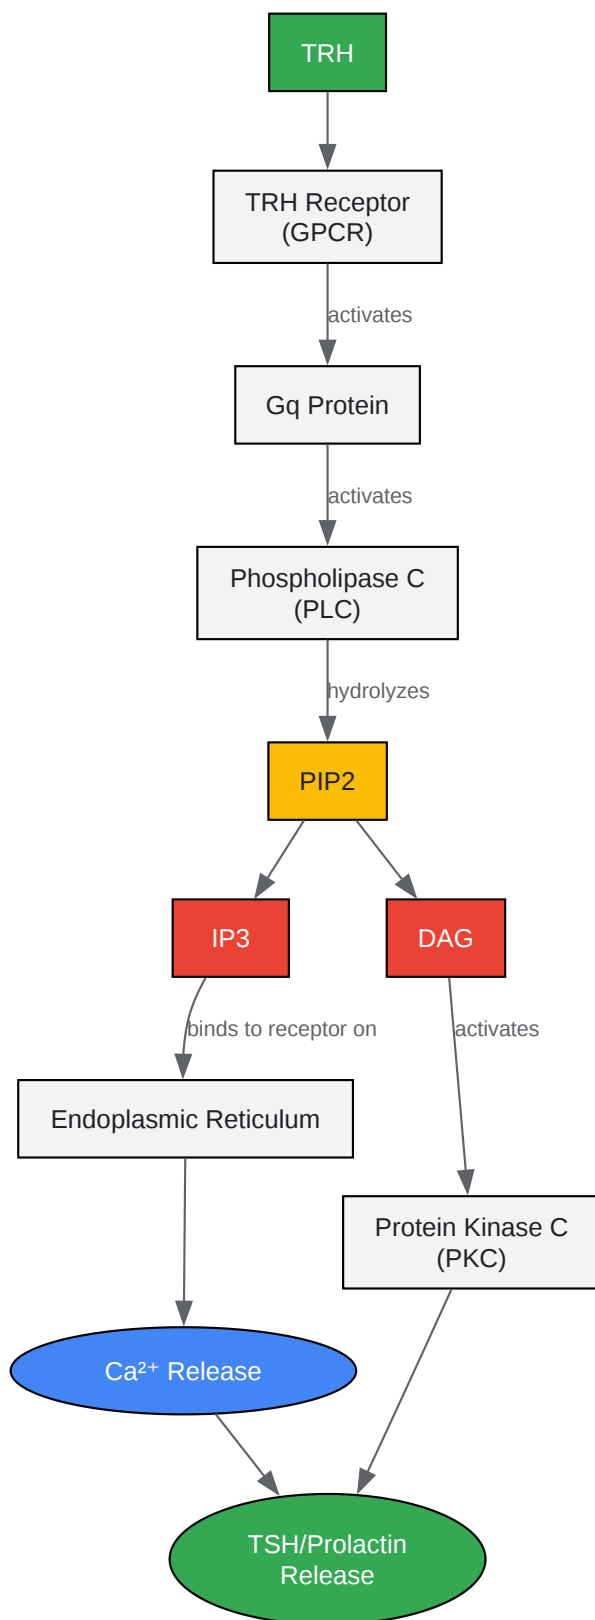 TRH
TRH Receptor
(GPCR)
activates
Gq Protein
activates
Phospholipase C
(PLC)
hydrolyzes
PIP2
IP3
DAG
binds to receptor on
activates
Endoplasmic Reticulum
Protein Kinase C
(PKC)
Ca²⁺ Release
TSH/Prolactin
Release